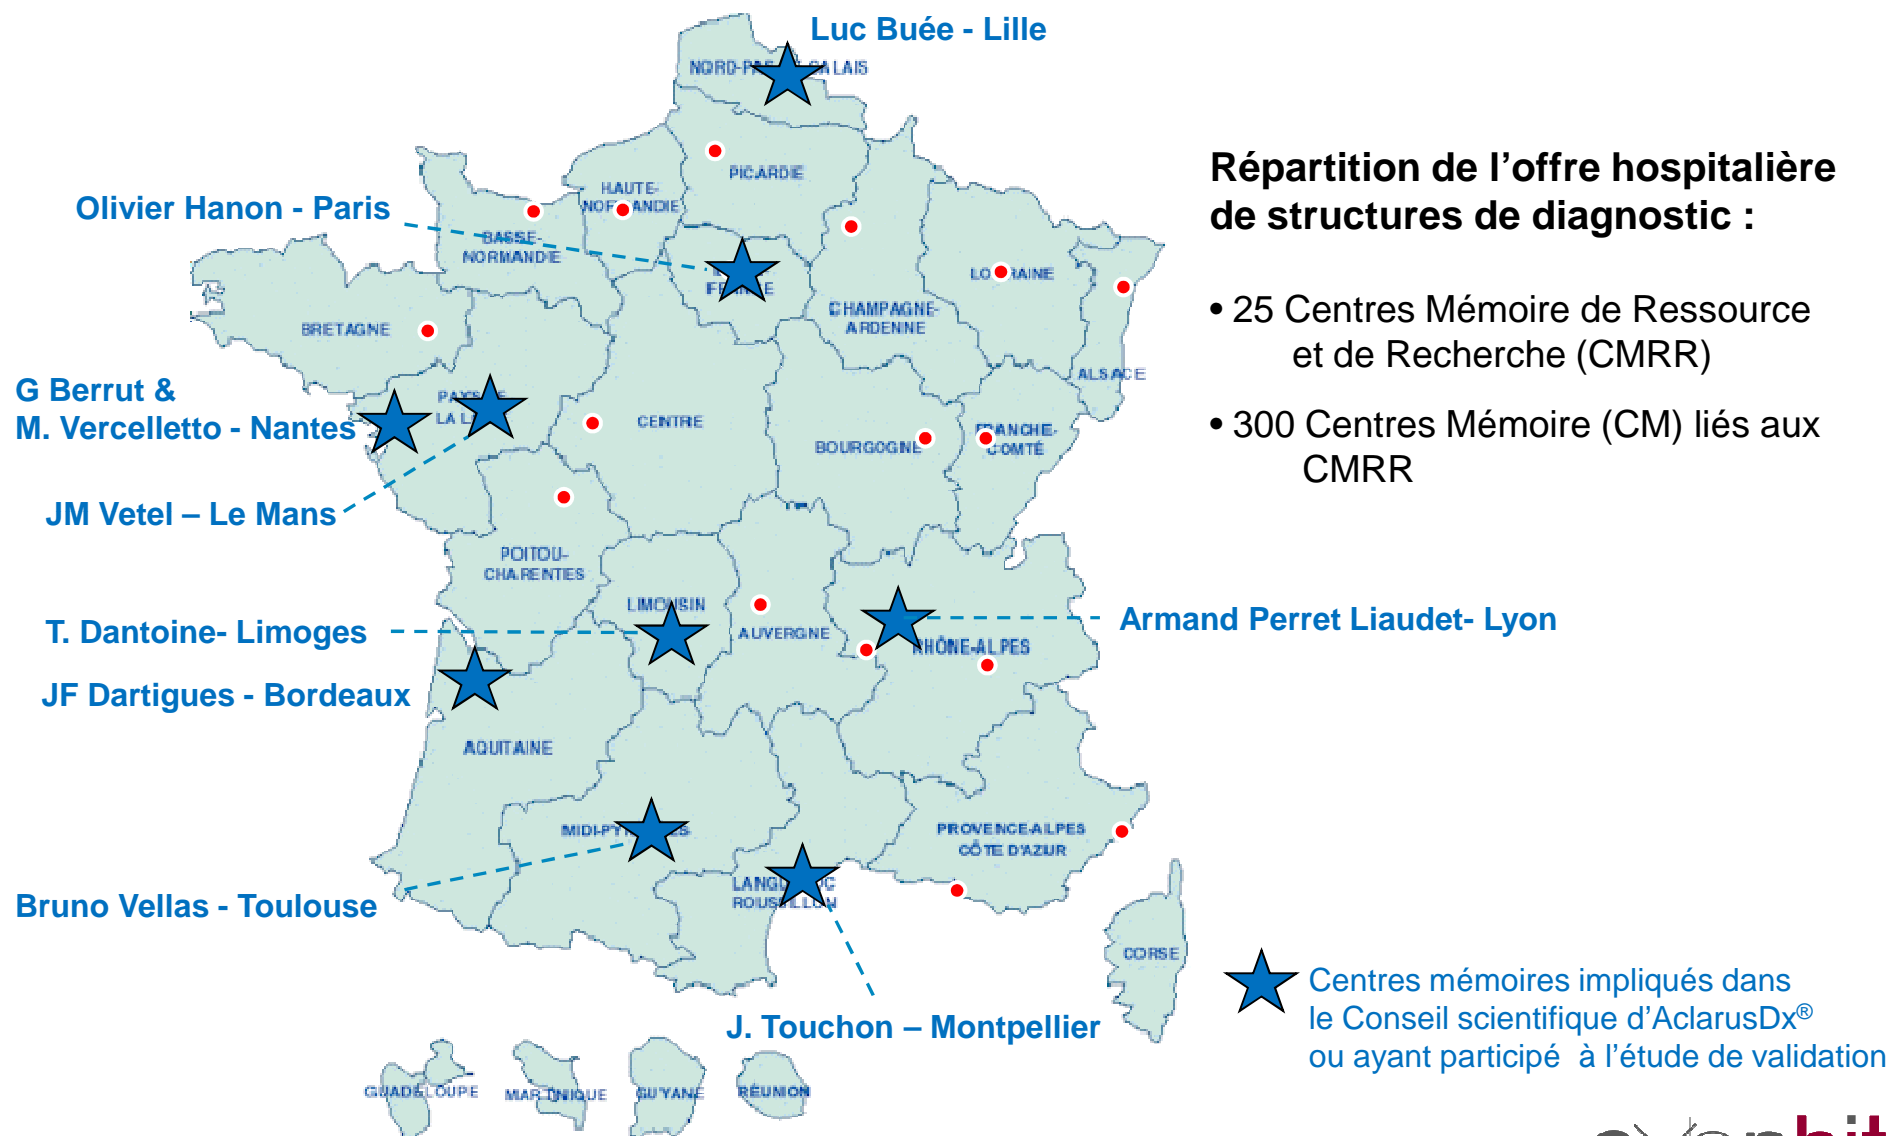 Luc Buée - Lille
NORD-PAS CALAIS
PICARDIE
HAUTE-
NORMANDIE
Olivier Hanon - Paris
BASSE-
NORMANDIE
FRANCE
LORRAINE
CHAMPAGNE-
ARDENNE
ALSACE
BRETAGNE
G Berrut &
M. Vercelletto - Nantes
PAYS
LA
CENTRE
BOURGOGNE
FRANCHE-
COMTÉ
JM Vetel – Le Mans
POITOU-
CHARENTES
LIMOUSIN
AUVERGNE
RHÔNE-ALPES
T. Dantoine- Limoges
Armand Perret Liaudet- Lyon
JF Dartigues - Bordeaux
AQUITAINE
MIDI-PYRÉNÉES
PROVENCE-ALPES
CÔTE D'AZUR
LANGUEDOC
ROUSSILLON
Bruno Vellas - Toulouse
J. Touchon – Montpellier
CORSE
GUADELOUPE
MARTINIQUE
GUYANE
RÉUNION
Répartition de l’offre hospitalière
de structures de diagnostic :
• 25 Centres Mémoire de Ressource
et de Recherche (CMRR)
• 300 Centres Mémoire (CM) liés aux
CMRR
Centres mémoires impliqués dans
le Conseil scientifique d’AclarusDx®
ou ayant participé à l’étude de validation